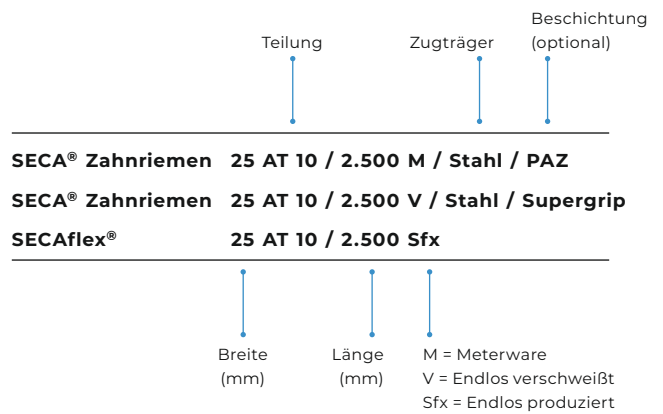 Beschichtung
Teilung Zugträger (optional)
SECA® Zahnriemen 25 AT 10 / 2.500 M / Stahl / PAZ
SECA® Zahnriemen 25 AT 10 / 2.500 V / Stahl / Supergrip
SECAflex® 25 AT 10 / 2.500 Sfx
Breite Länge M = Meterware
(mm) (mm) V = Endlos verschweißt
Sfx = Endlos produziert